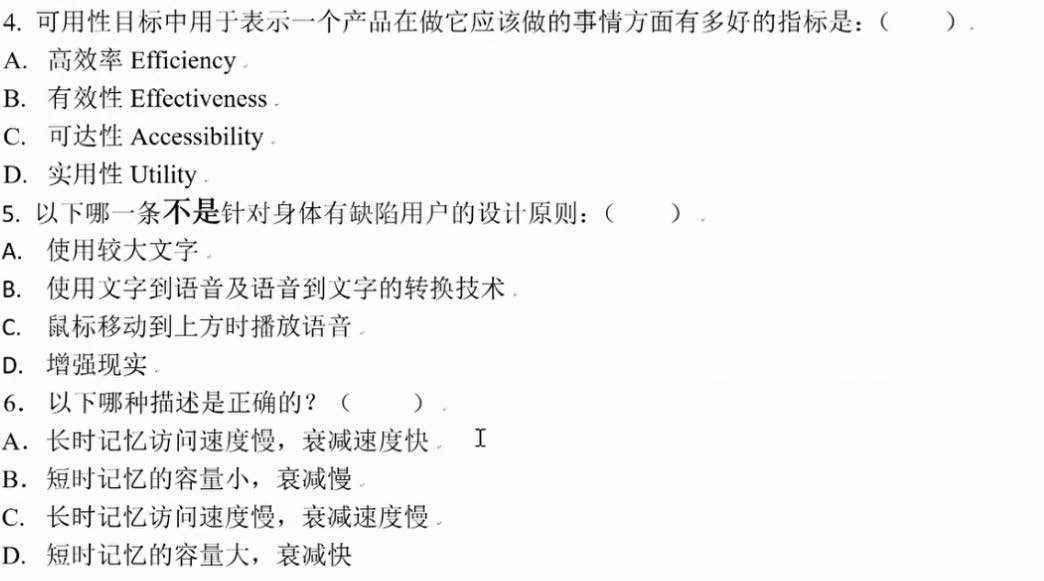 4. 可用性目标中用于表示一个产品在做它应该做的事情方面有多好的指标是：（　　）.
A. 高效率 Efficiency
B. 有效性 Effectiveness
C. 可达性 Accessibility
D. 实用性 Utility
5. 以下哪一条不是针对身体有缺陷用户的设计原则：（　　）
A. 使用较大文字
B. 使用文字到语音及语音到文字的转换技术
C. 鼠标移动到上方时播放语音
D. 增强现实
6. 以下哪种描述是正确的？（　　）
A. 长时记忆访问速度慢，衰减速度快
B. 短时记忆的容量小，衰减慢
C. 长时记忆访问速度慢，衰减速度慢
D. 短时记忆的容量大，衰减快